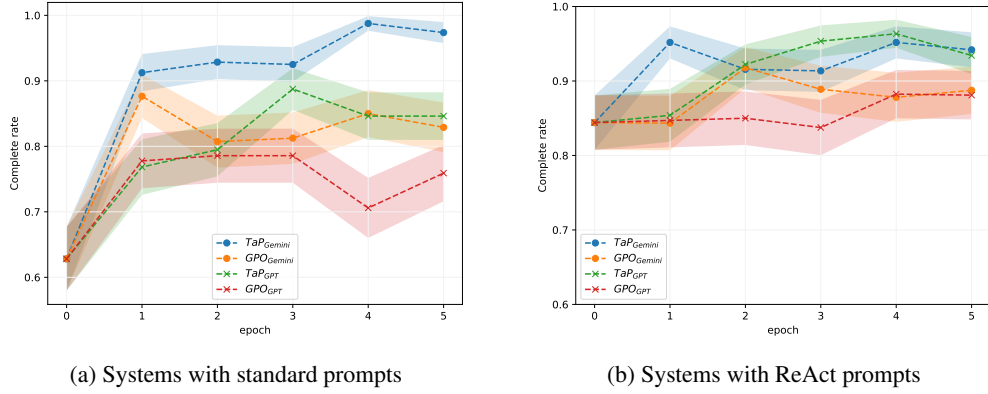 1.0
0.9
0.8
0.7
0.6
Complete rate
0 1 2 3 4 5
epoch
TaP_Gemini
GPO_Gemini
TaP_GPT
GPO_GPT
(a) Systems with standard prompts
1.0
0.9
0.8
0.7
0.6
Complete rate
0 1 2 3 4 5
epoch
TaP_Gemini
GPO_Gemini
TaP_GPT
GPO_GPT
(b) Systems with ReAct prompts